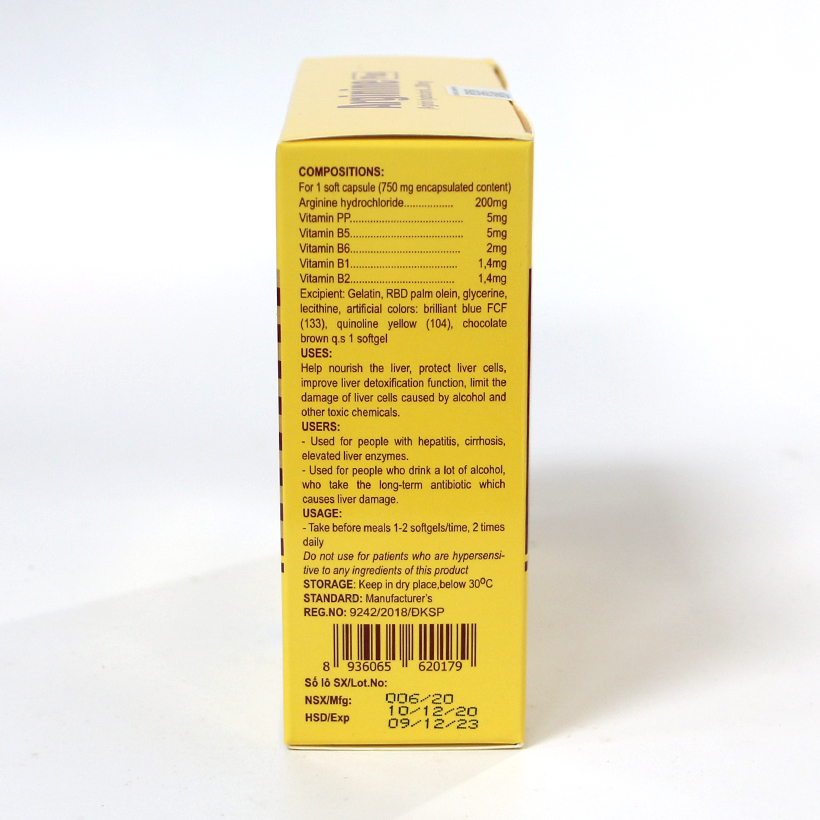 Arginine
COMPOSITIONS:
For 1 soft capsule (750 mg encapsulated content)
Arginine hydrochloride................. 200mg
Vitamin PP...................................... 5mg
Vitamin B5...................................... 5mg
Vitamin B6..................................... 2mg
Vitamin B1.................................... 1,4mg
Vitamin B2................................... 1,4mg
Excipient: Gelatin, RBD palm olein, glycerine,
lecithine, artificial colors: brilliant blue FCF
(133), quinoline yellow (104), chocolate
brown q.s 1 softgel
USES:
Help nourish the liver, protect liver cells,
improve liver detoxification function, limit the
damage of liver cells caused by alcohol and
other toxic chemicals.
USERS:
- Used for people with hepatitis, cirrhosis,
elevated liver enzymes.
- Used for people who drink a lot of alcohol,
who take the long-term antibiotic which
causes liver damage.
USAGE:
- Take before meals 1-2 softgels/time, 2 times
daily
Do not use for patients who are hypersensi-
tive to any ingredients of this product
STORAGE: Keep in dry place,below 30ºC
STANDARD: Manufacturer's
REG.NO: 9242/2018/ĐKSP
8 936065 620179
Số lô SX/Lot.No:
NSX/Mfg: 006/20
HSD/Exp 10/12/20
09/12/23